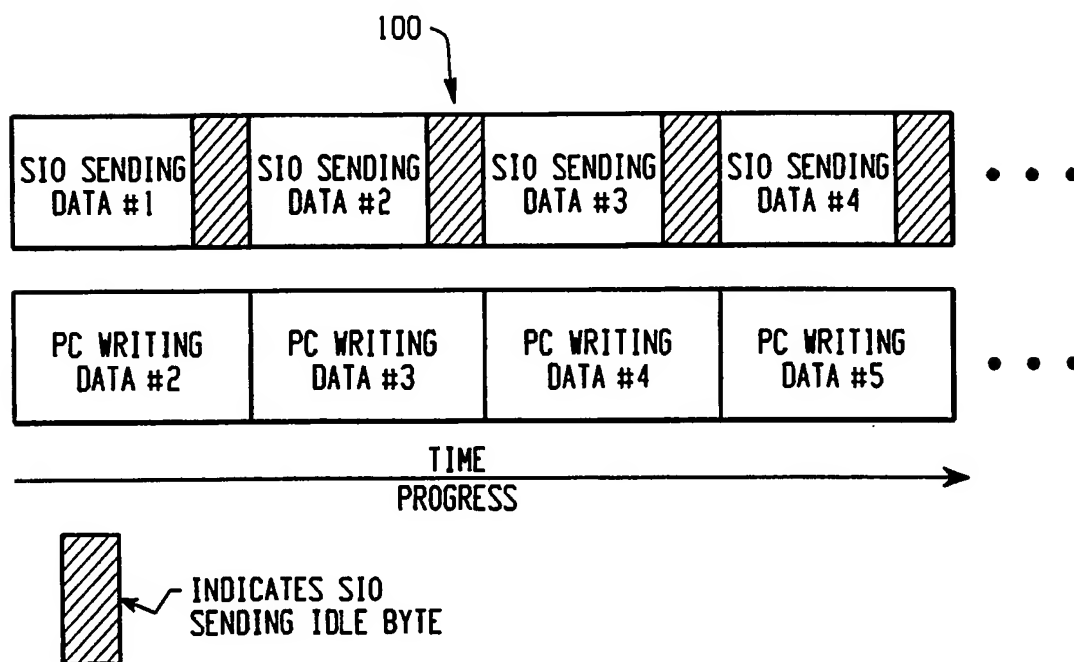 100
SIO SENDING DATA #1
SIO SENDING DATA #2
SIO SENDING DATA #3
SIO SENDING DATA #4
PC WRITING DATA #2
PC WRITING DATA #3
PC WRITING DATA #4
PC WRITING DATA #5
TIME
PROGRESS
INDICATES SIO
SENDING IDLE BYTE